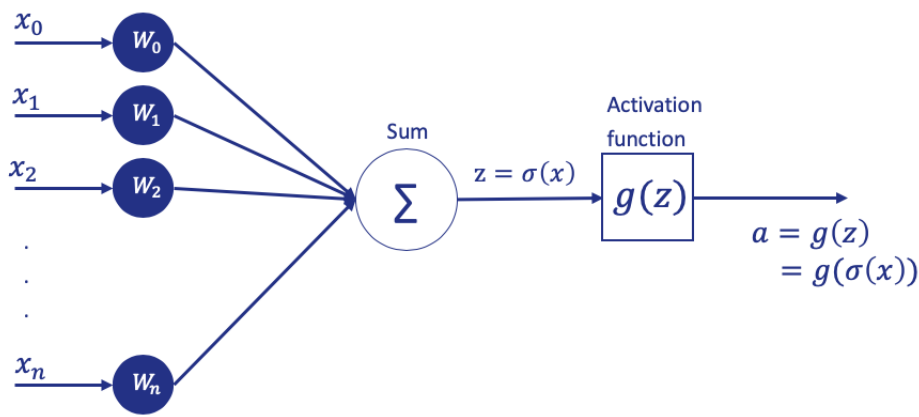 x₀
W₀
x₁
W₁
x₂
W₂
.
.
.
xₙ
Wₙ
Sum
Σ
z = σ(x)
Activation
function
g(z)
a = g(z)
= g(σ(x))